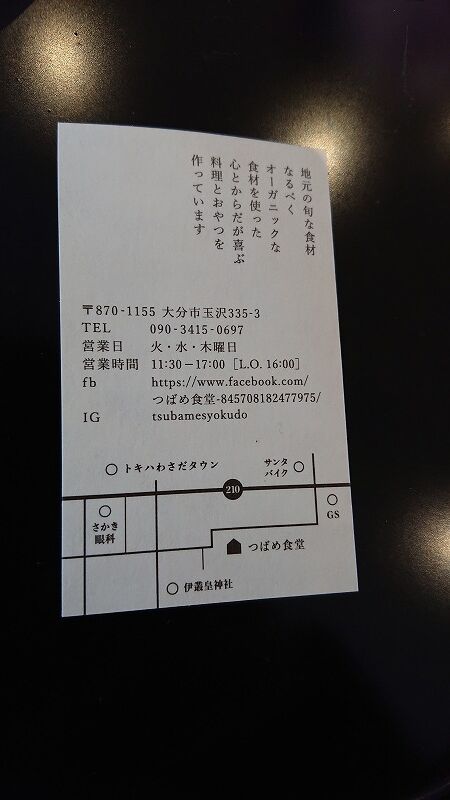 地元の旬な食材
なるべく
オーガニックな
食材を使った
心とからだが喜ぶ
料理とおやつを
作っています
〒870-1155 大分市玉沢335-3
TEL 090-3415-0697
営業日 火・水・木曜日
営業時間 11:30－17:00［L.O. 16:00］
fb https://www.facebook.com/
つばめ食堂-845708182477975/
IG tsubamesyokudo
トキハわさだタウン
サンタ
バイク
210
さかき
眼科
GS
つばめ食堂
伊叢皇神社